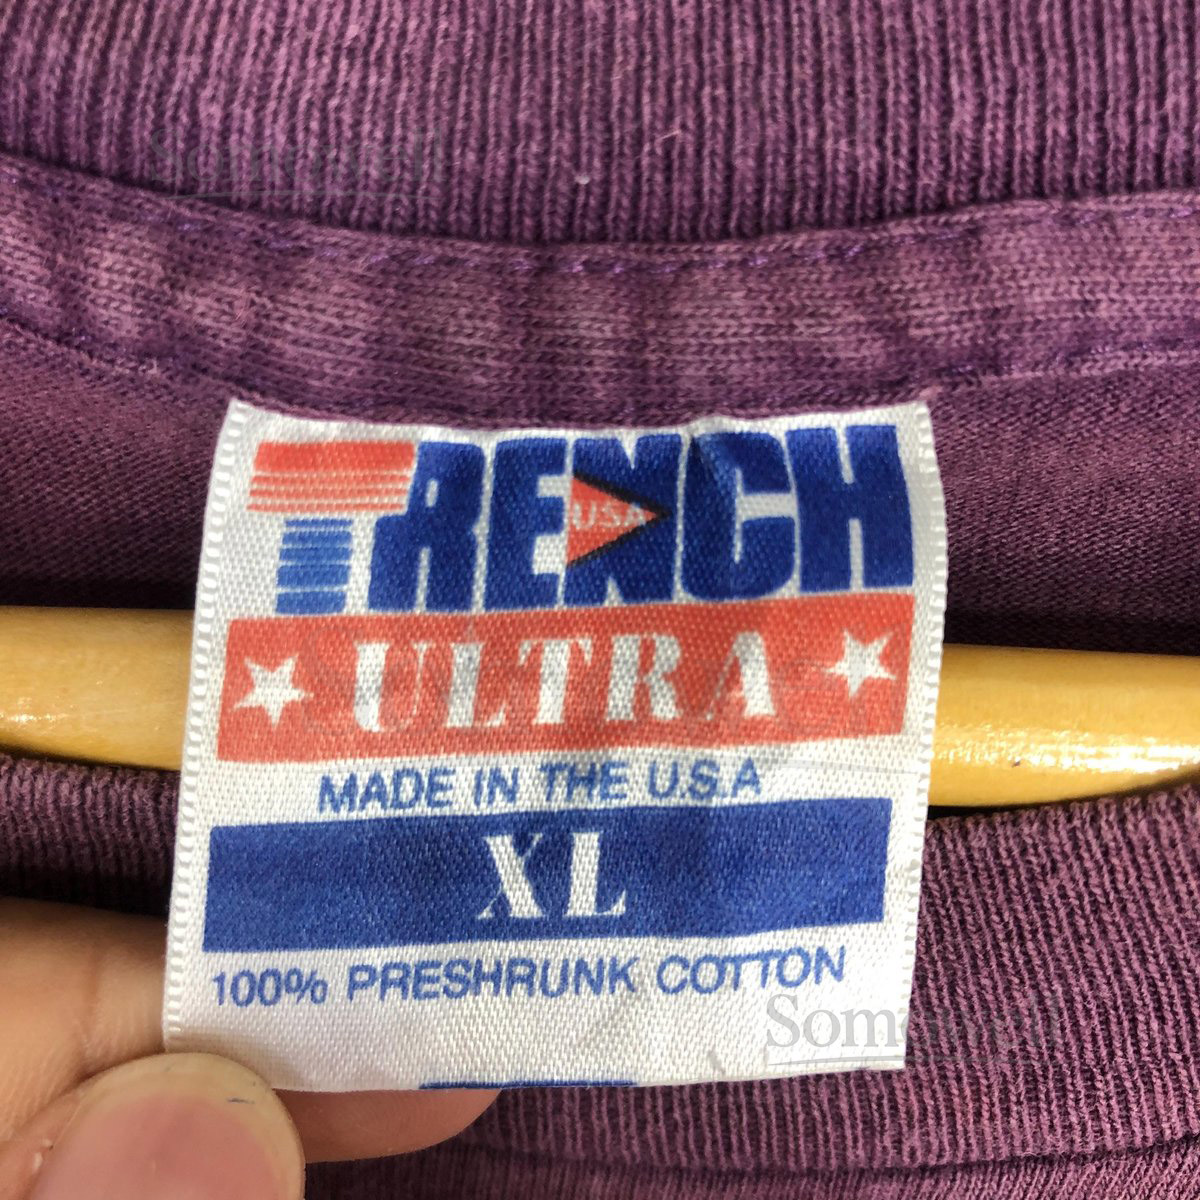 TRENCH
USA
ULTRA
MADE IN THE U.S.A
XL
100% PRESHRUNK COTTON